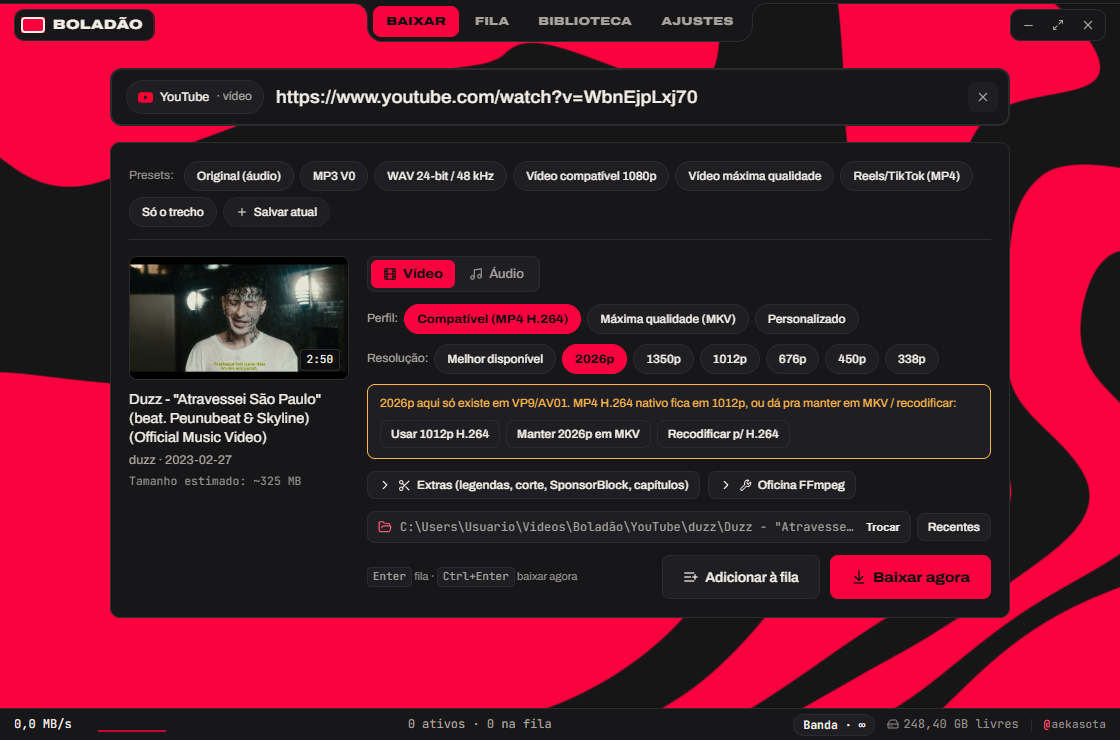 BOLADÃO
BAIXAR FILA BIBLIOTECA AJUSTES
YouTube · vídeo https://www.youtube.com/watch?v=WbnEjpLxj70
Presets: Original (áudio) MP3 V0 WAV 24-bit / 48 kHz Vídeo compatível 1080p Vídeo máxima qualidade Reels/TikTok (MP4)
Só o trecho + Salvar atual
2:50
Duzz - "Atravessei São Paulo"
(beat. Peunubeat & Skyline)
(Official Music Video)
duzz · 2023-02-27
Tamanho estimado: ~325 MB
Vídeo Áudio
Perfil: Compatível (MP4 H.264) Máxima qualidade (MKV) Personalizado
Resolução: Melhor disponível 2026p 1350p 1012p 676p 450p 338p
2026p aqui só existe em VP9/AV01. MP4 H.264 nativo fica em 1012p, ou dá pra manter em MKV / recodificar:
Usar 1012p H.264 Manter 2026p em MKV Recodificar p/ H.264
Extras (legendas, corte, SponsorBlock, capítulos) Oficina FFmpeg
C:\Users\Usuario\Videos\Boladão\YouTube\duzz\Duzz - "Atravesse… Trocar Recentes
Enter fila · Ctrl+Enter baixar agora
Adicionar à fila Baixar agora
0,0 MB/s 0 ativos · 0 na fila Banda · ∞ 248,40 GB livres @aekasota